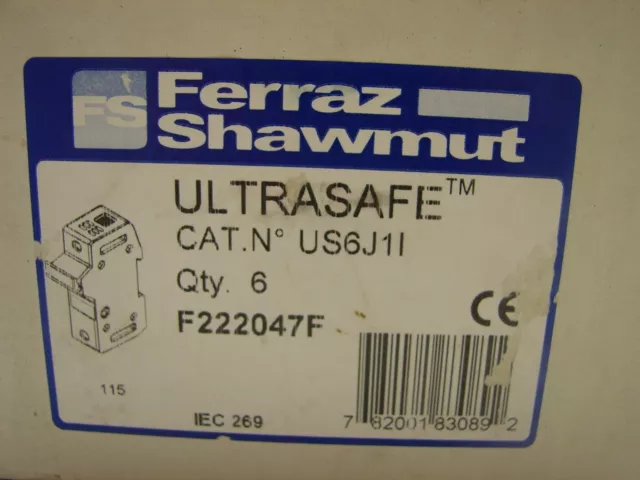 FS Ferraz
Shawmut
ULTRASAFE™
CAT.N° US6J1I
Qty. 6
F222047F
CE
115
IEC 269
7 82001 83089 2